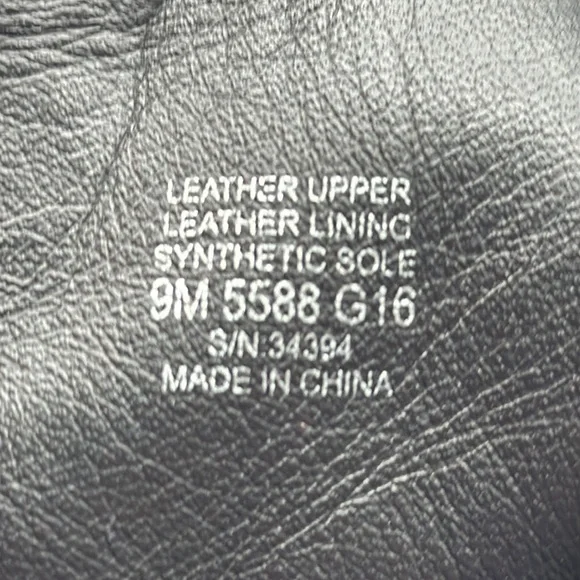 LEATHER UPPER
LEATHER LINING
SYNTHETIC SOLE
9M 5588 G16
S/N.34394
MADE IN CHINA